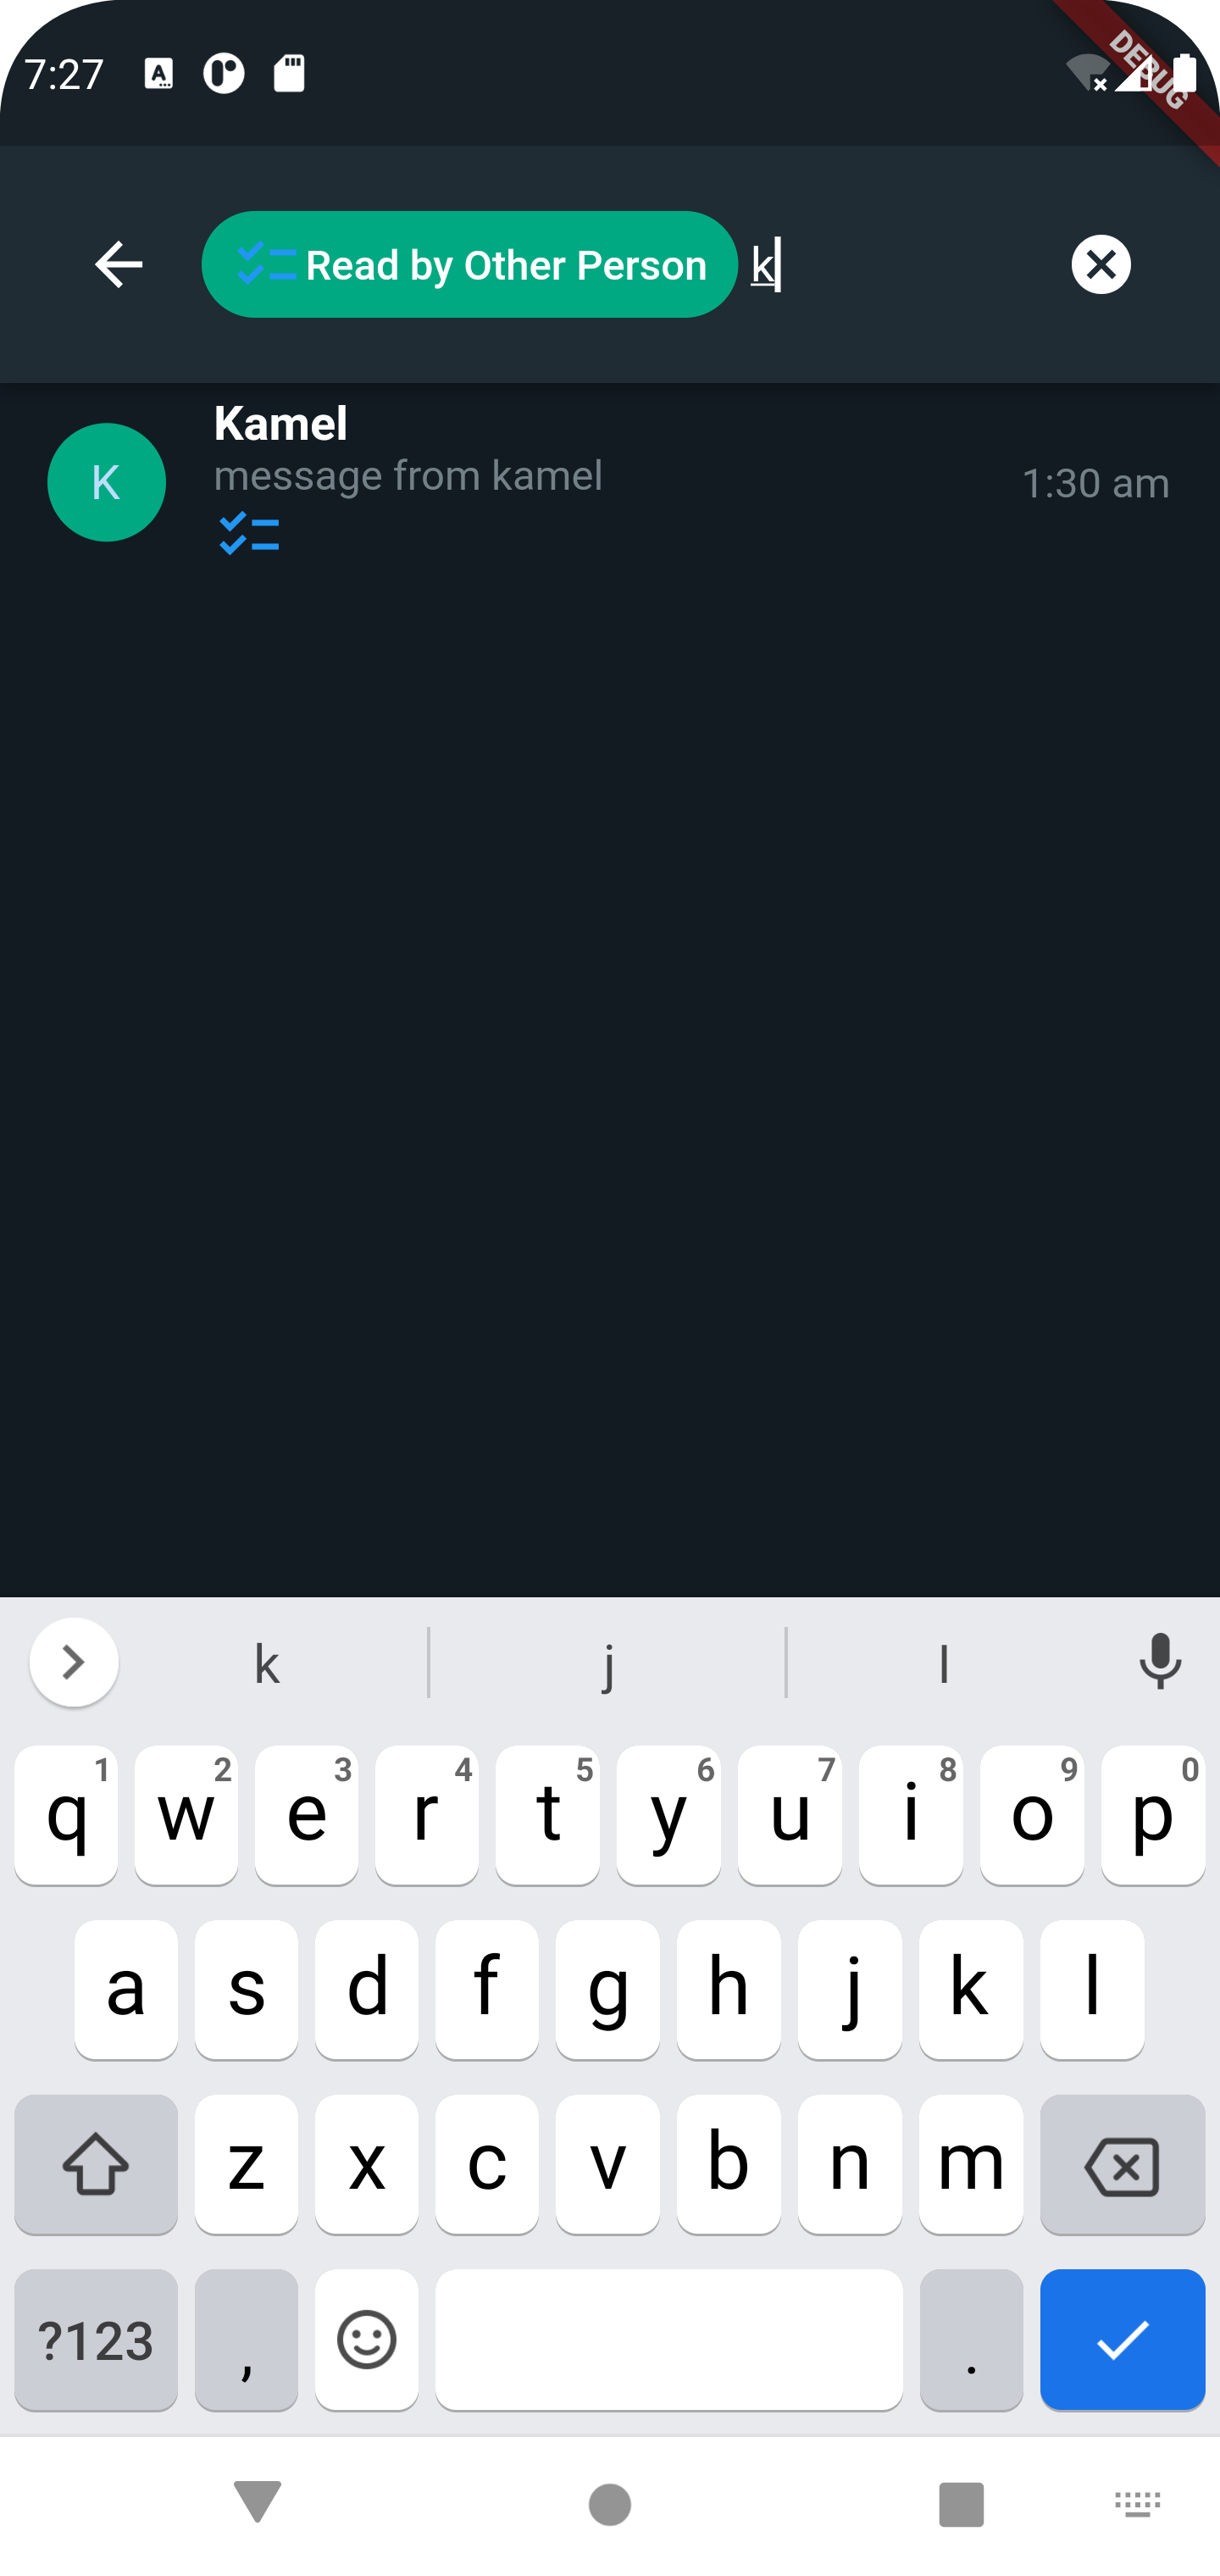 7:27
DEBUG
Read by Other Person k
Kamel
K
message from kamel
1:30 am
k j l
1 2 3 4 5 6 7 8 9 0
q w e r t y u i o p
a s d f g h j k l
z x c v b n m
?123 , .